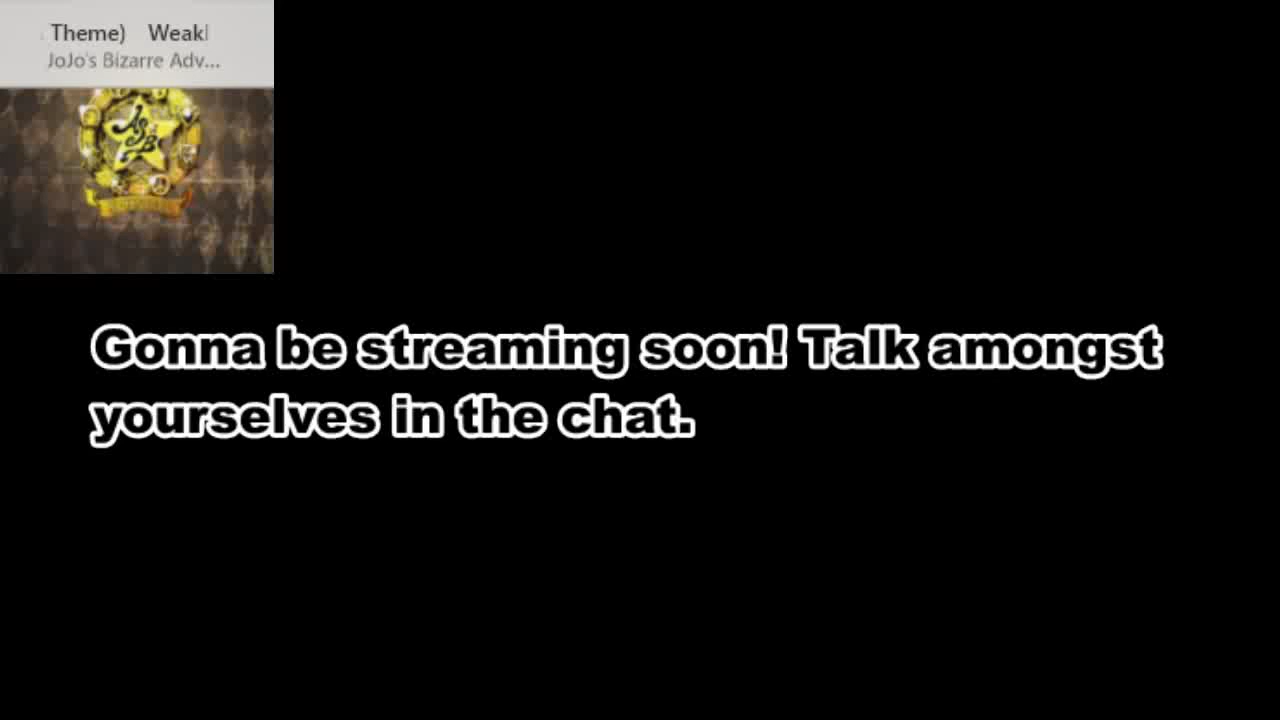 Theme) Weak
JoJo's Bizarre Adv...
Gonna be streaming soon! Talk amongst
yourselves in the chat.